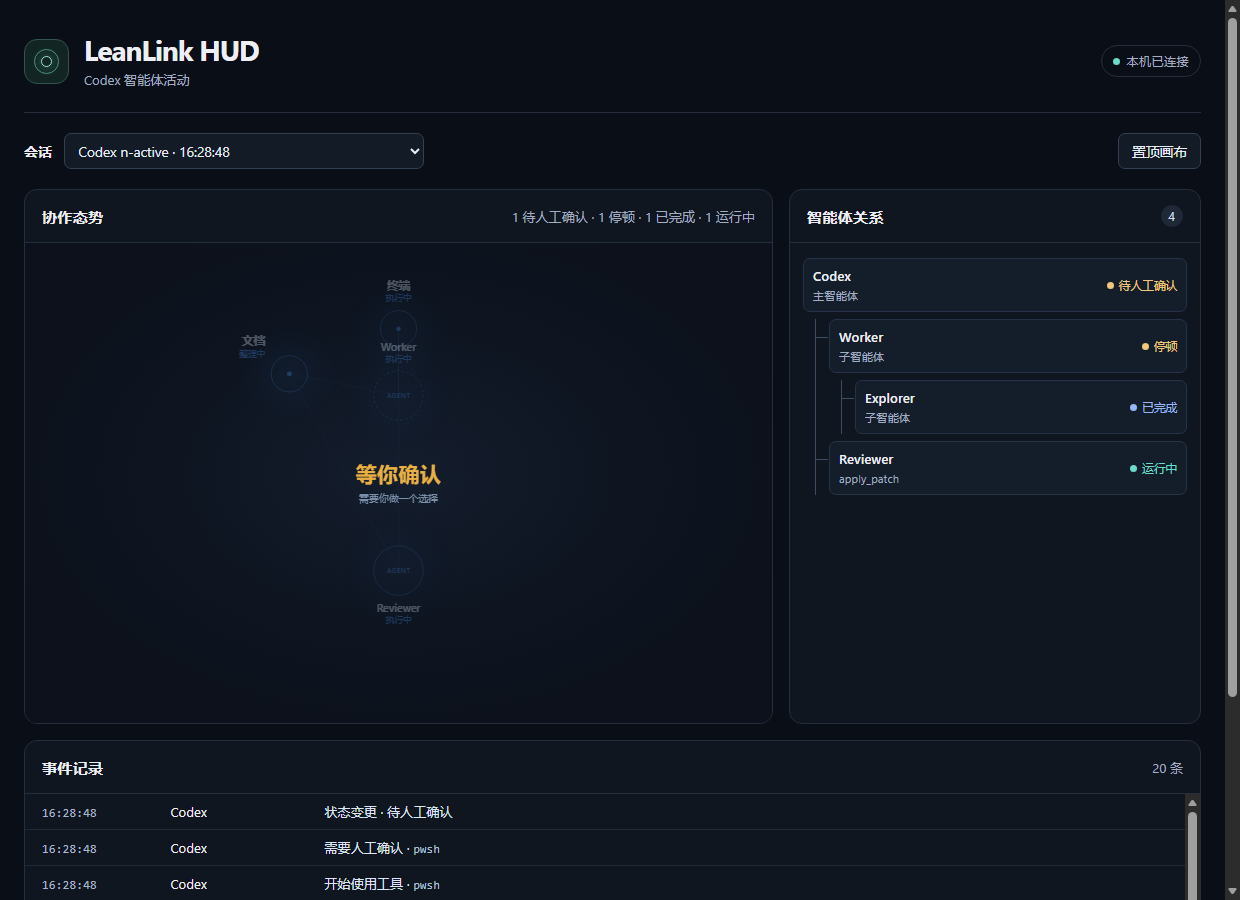 LeanLink HUD
Codex 智能体活动
本机已连接
会话
Codex n-active · 16:28:48
置顶画布
协作态势
1 待人工确认 · 1 停顿 · 1 已完成 · 1 运行中
终端
执行中
文档
整理中
Worker
执行中
AGENT
等你确认
需要你做一个选择
AGENT
Reviewer
执行中
智能体关系
4
Codex
主智能体
待人工确认
Worker
子智能体
停顿
Explorer
子智能体
已完成
Reviewer
apply_patch
运行中
事件记录
20 条
16:28:48 Codex 状态变更 · 待人工确认
16:28:48 Codex 需要人工确认 · pwsh
16:28:48 Codex 开始使用工具 · pwsh